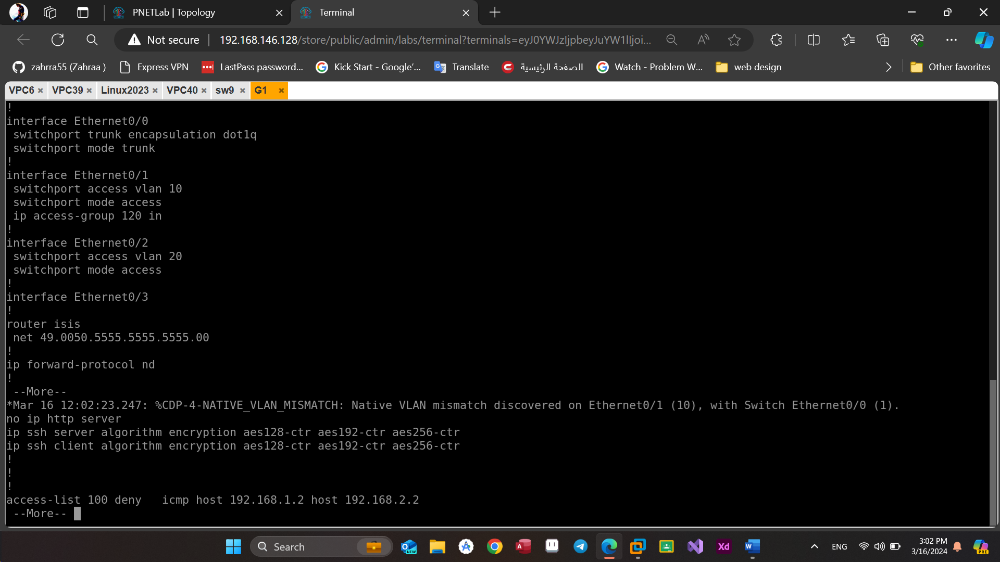 PNETLab | Topology
Terminal
Not secure
192.168.146.128/store/public/admin/labs/terminal?terminals=eyJ0YWJzIjpbeyJuYW1lIjoi...
zahrra55 (Zahraa )
Express VPN
LastPass password...
Kick Start - Google'...
Translate
الصفحة الرئيسية
Watch - Problem W...
web design
Other favorites
VPC6 ×
VPC39 ×
Linux2023 ×
VPC40 ×
sw9 ×
G1 ×
!
interface Ethernet0/0
 switchport trunk encapsulation dot1q
 switchport mode trunk
!
interface Ethernet0/1
 switchport access vlan 10
 switchport mode access
 ip access-group 120 in
!
interface Ethernet0/2
 switchport access vlan 20
 switchport mode access
!
interface Ethernet0/3
!
router isis
 net 49.0050.5555.5555.5555.00
!
ip forward-protocol nd
!
 --More--
*Mar 16 12:02:23.247: %CDP-4-NATIVE_VLAN_MISMATCH: Native VLAN mismatch discovered on Ethernet0/1 (10), with Switch Ethernet0/0 (1).
no ip http server
ip ssh server algorithm encryption aes128-ctr aes192-ctr aes256-ctr
ip ssh client algorithm encryption aes128-ctr aes192-ctr aes256-ctr
!
!
!
access-list 100 deny   icmp host 192.168.1.2 host 192.168.2.2
 --More--
Search
NEW
Xd
ENG
3:02 PM
3/16/2024
PRE